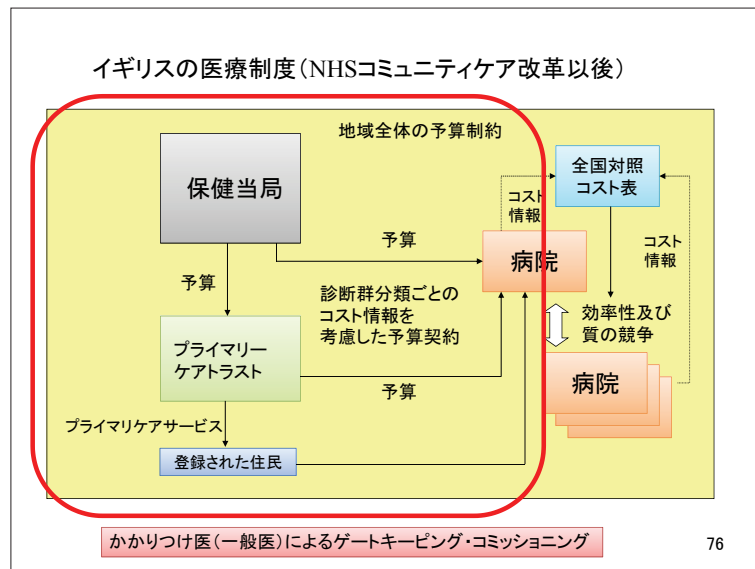 イギリスの医療制度(NHSコミュニティケア改革以後)
地域全体の予算制約
保健当局
全国対照
コスト表
コスト
情報
予算
病院
コスト
情報
予算
診断群分類ごとの
コスト情報を
考慮した予算契約
効率性及び
質の競争
プライマリー
ケアトラスト
予算
病院
プライマリケアサービス
登録された住民
かかりつけ医(一般医)によるゲートキーピング・コミッショニング
76